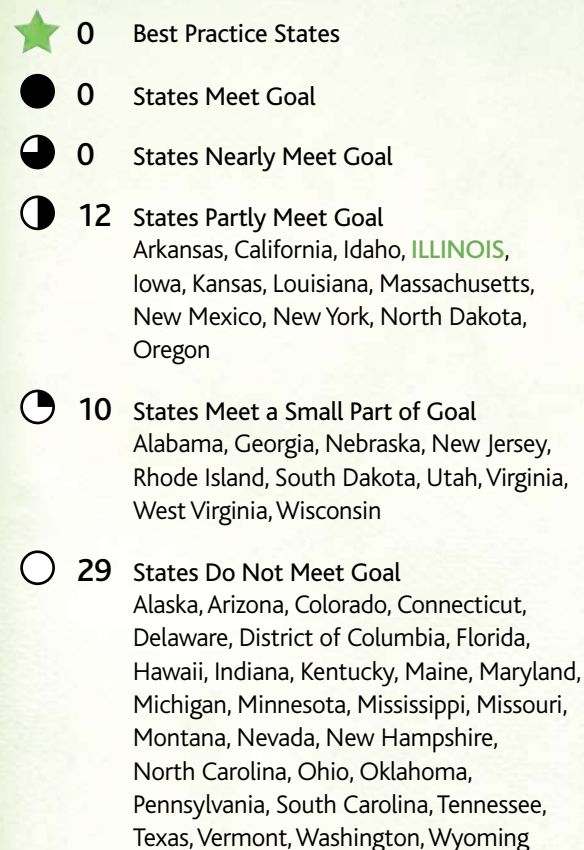 0 Best Practice States
0 States Meet Goal
0 States Nearly Meet Goal
12 States Partly Meet Goal
Arkansas, California, Idaho, ILLINOIS,
Iowa, Kansas, Louisiana, Massachusetts,
New Mexico, New York, North Dakota,
Oregon
10 States Meet a Small Part of Goal
Alabama, Georgia, Nebraska, New Jersey,
Rhode Island, South Dakota, Utah, Virginia,
West Virginia, Wisconsin
29 States Do Not Meet Goal
Alaska, Arizona, Colorado, Connecticut,
Delaware, District of Columbia, Florida,
Hawaii, Indiana, Kentucky, Maine, Maryland,
Michigan, Minnesota, Mississippi, Missouri,
Montana, Nevada, New Hampshire,
North Carolina, Ohio, Oklahoma,
Pennsylvania, South Carolina, Tennessee,
Texas, Vermont, Washington, Wyoming